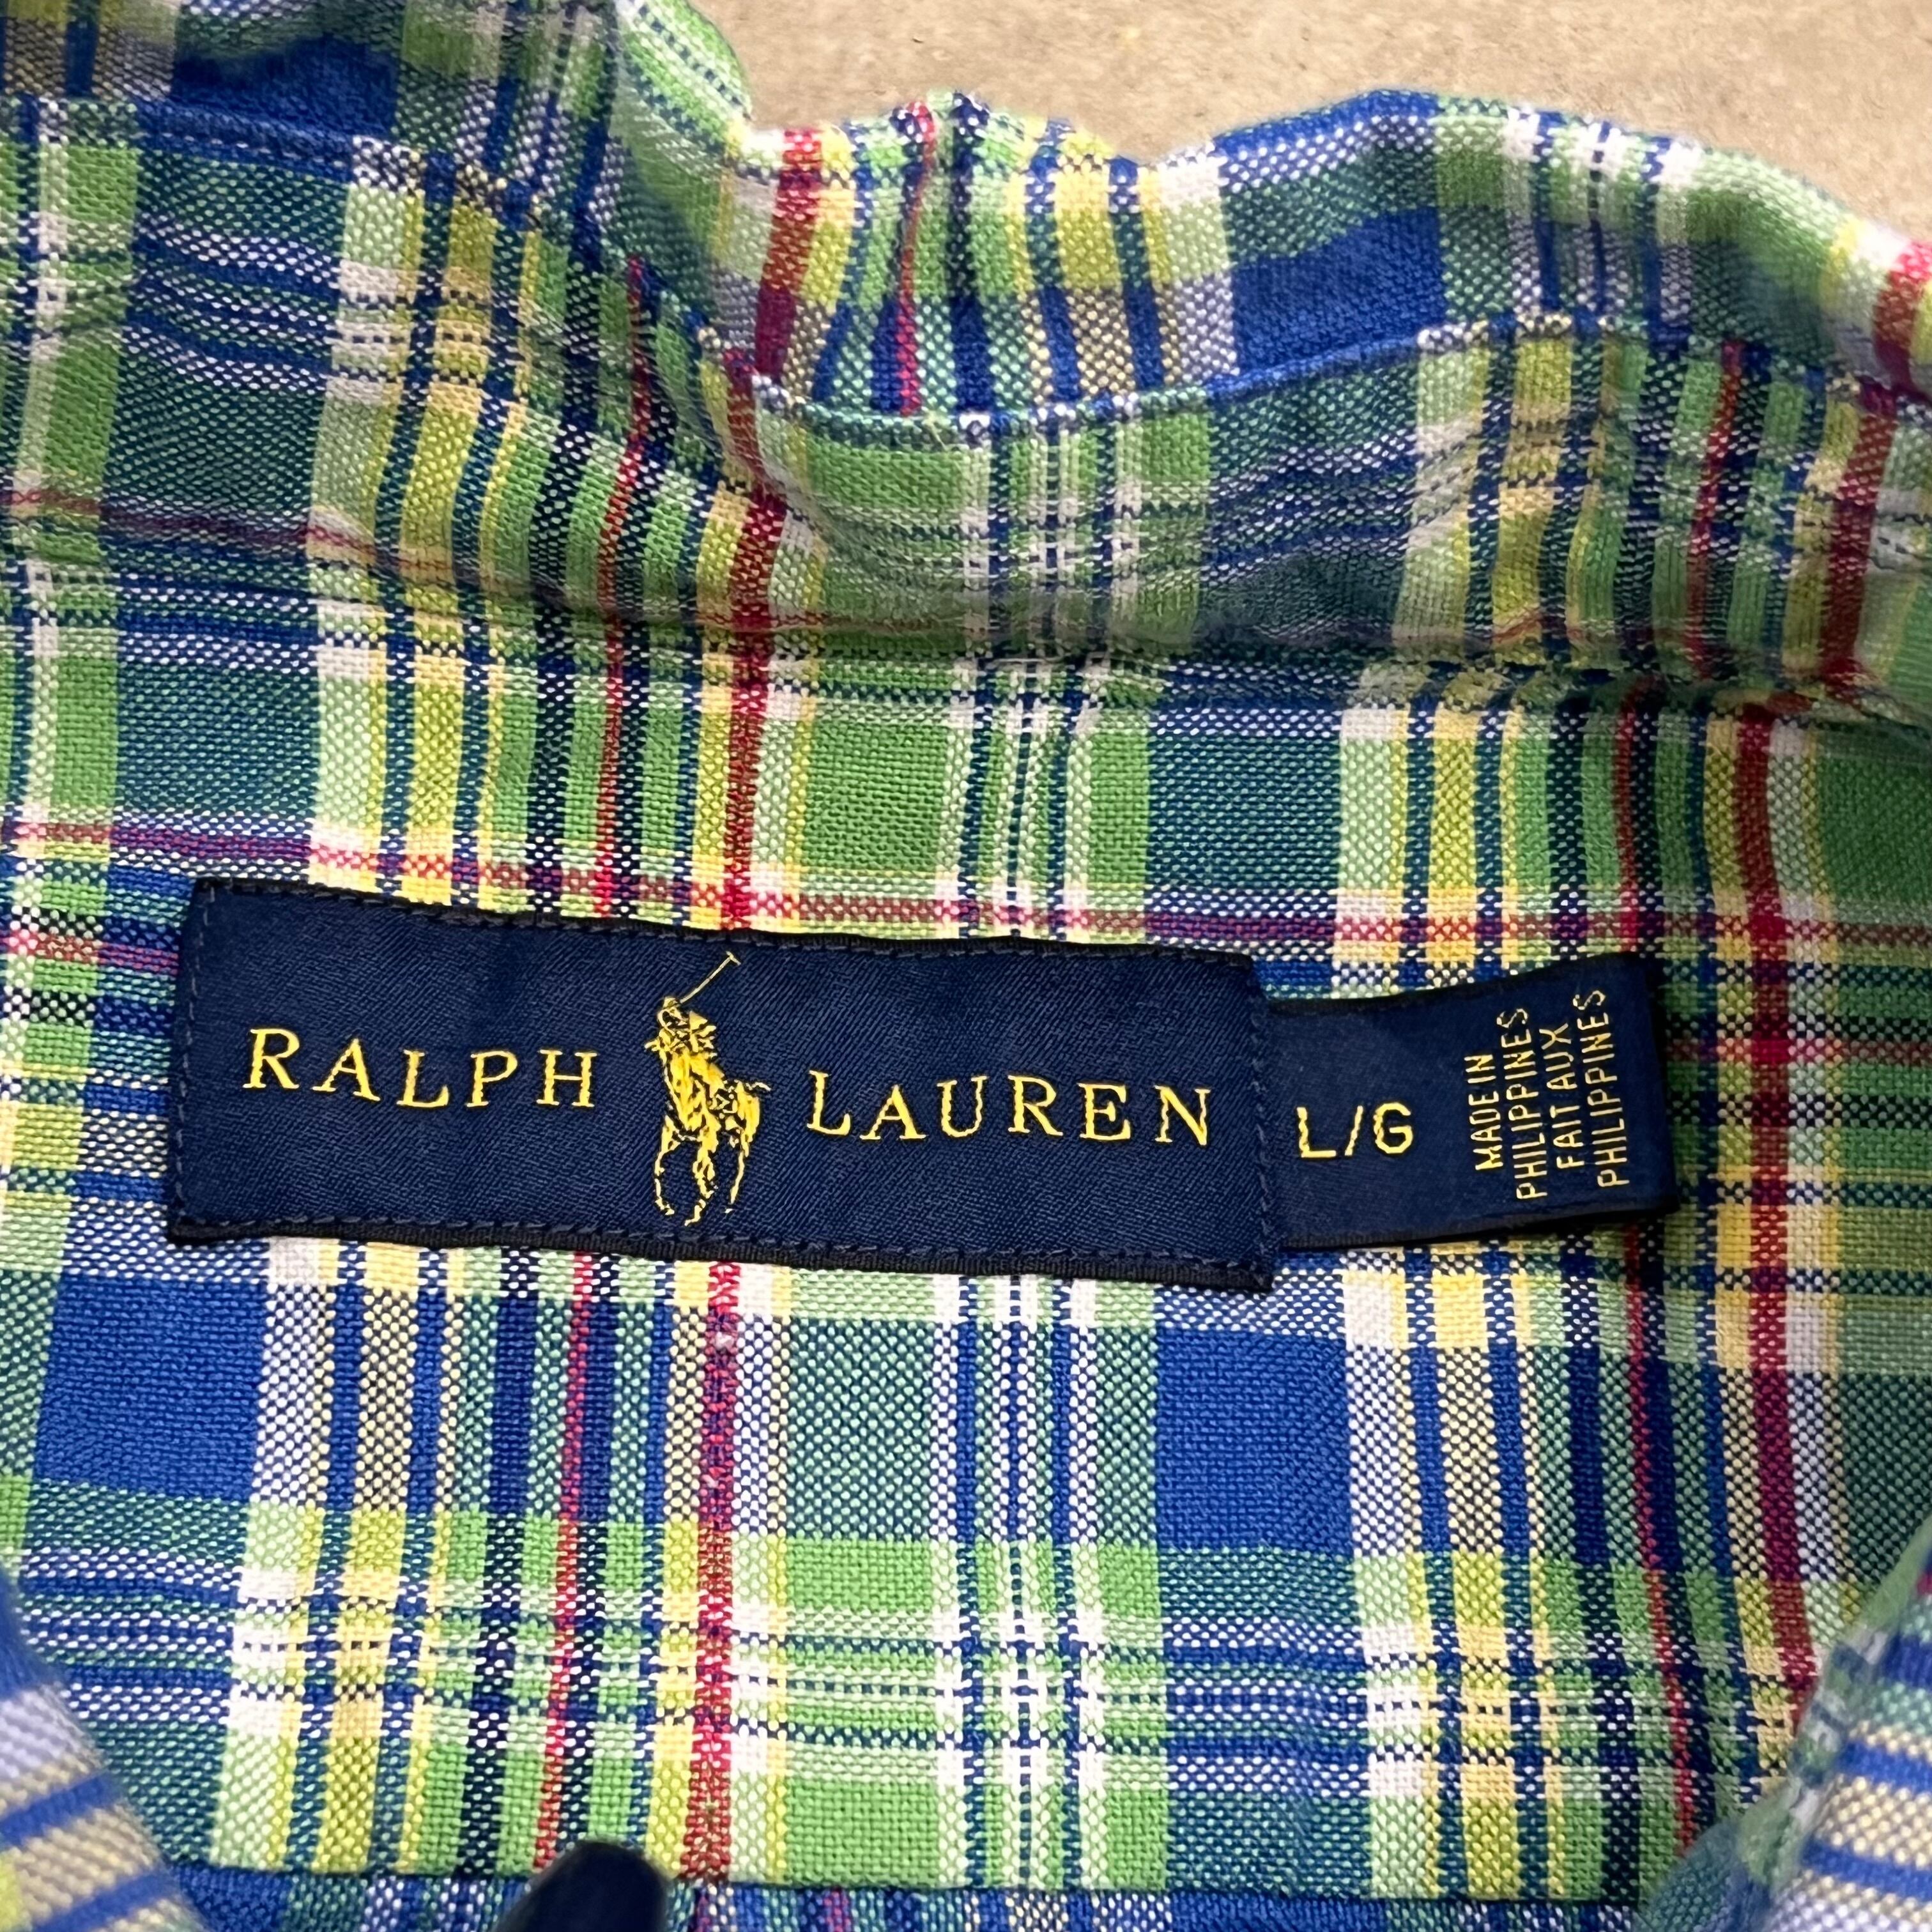 RALPH LAUREN
L/G
MADE IN
PHILIPPINES
FAIT AUX
PHILIPPINES